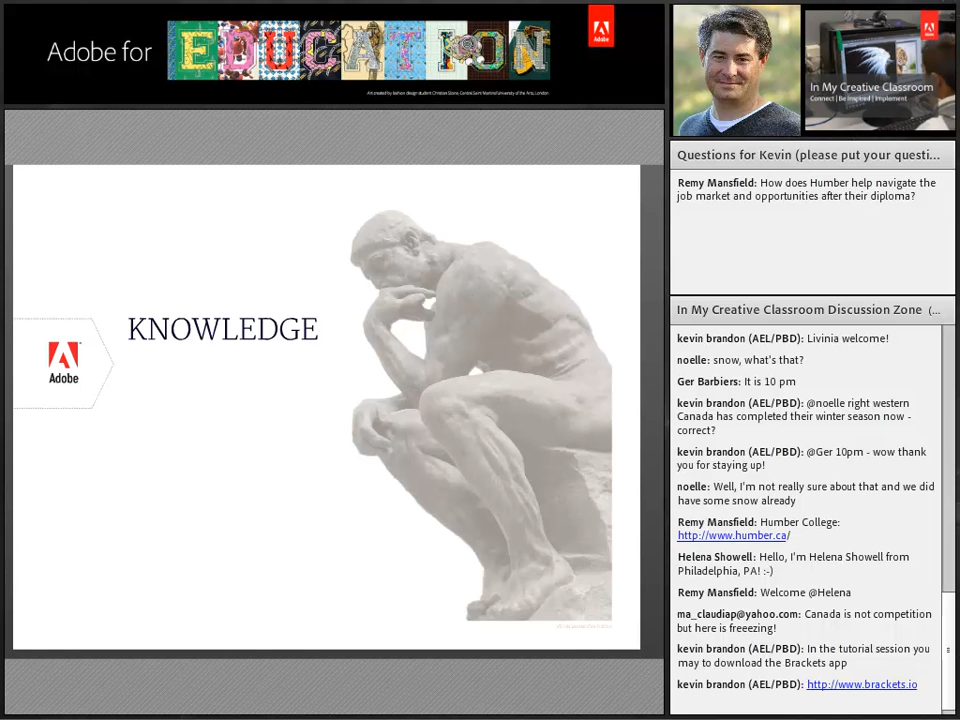 Adobe for EDUCATION
Adobe
Art created by fashion design student Christian Stone, Central Saint Martins University of the Arts, London
In My Creative Classroom
Connect | Be Inspired | Implement
KNOWLEDGE
Adobe
Questions for Kevin (please put your questi...
Remy Mansfield: How does Humber help navigate the
job market and opportunities after their diploma?
In My Creative Classroom Discussion Zone (...
kevin brandon (AEL/PBD): Livinia welcome!
noelle: snow, what's that?
Ger Barbiers: It is 10 pm
kevin brandon (AEL/PBD): @noelle right western
Canada has completed their winter season now -
correct?
kevin brandon (AEL/PBD): @Ger 10pm - wow thank
you for staying up!
noelle: Well, I'm not really sure about that and we did
have some snow already
Remy Mansfield: Humber College:
http://www.humber.ca/
Helena Showell: Hello, I'm Helena Showell from
Philadelphia, PA! :-)
Remy Mansfield: Welcome @Helena
ma_claudiap@yahoo.com: Canada is not competition
but here is freeezing!
kevin brandon (AEL/PBD): In the tutorial session you
may to download the Brackets app
kevin brandon (AEL/PBD): http://www.brackets.io